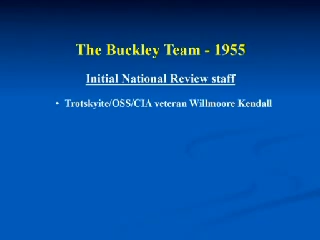 The Buckley Team - 1955
Initial National Review staff
• Trotskyite/OSS/CIA veteran Willmoore Kendall